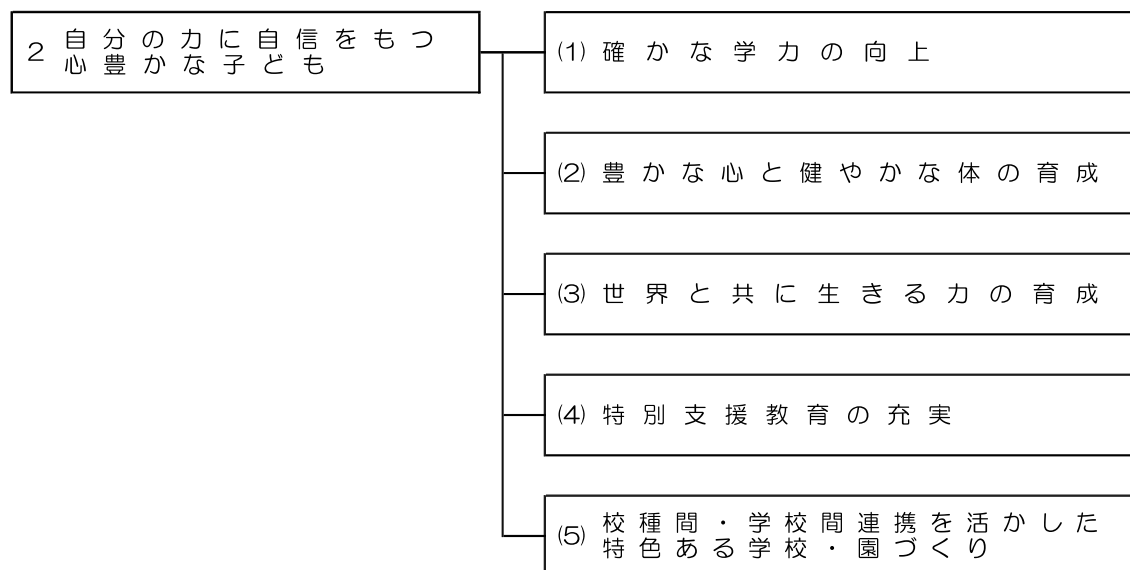 2 自分の力に自信をもつ
心豊かな子ども
(1) 確かな学力の向上
(2) 豊かな心と健やかな体の育成
(3) 世界と共に生きる力の育成
(4) 特別支援教育の充実
(5) 校種間・学校間連携を活かした
特色ある学校・園づくり